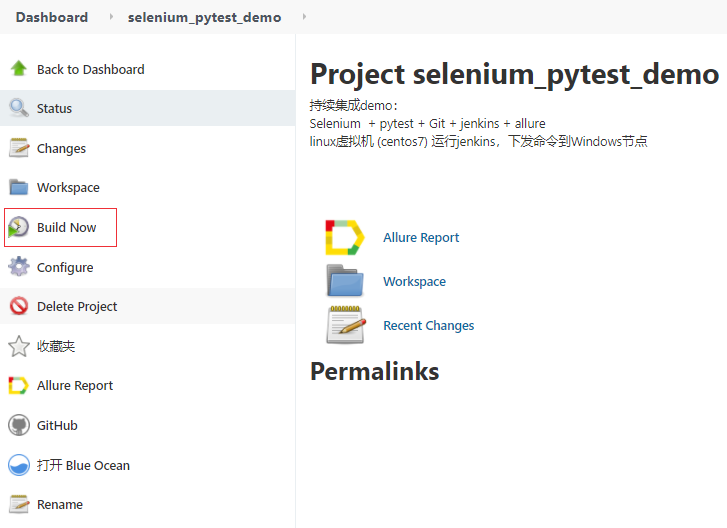 Dashboard selenium_pytest_demo
Back to Dashboard
Status
Changes
Workspace
Build Now
Configure
Delete Project
收藏夹
Allure Report
GitHub
打开 Blue Ocean
Rename
Project selenium_pytest_demo
持续集成demo：
Selenium + pytest + Git + jenkins + allure
linux虚拟机 (centos7) 运行jenkins，下发命令到Windows节点
Allure Report
Workspace
Recent Changes
Permalinks